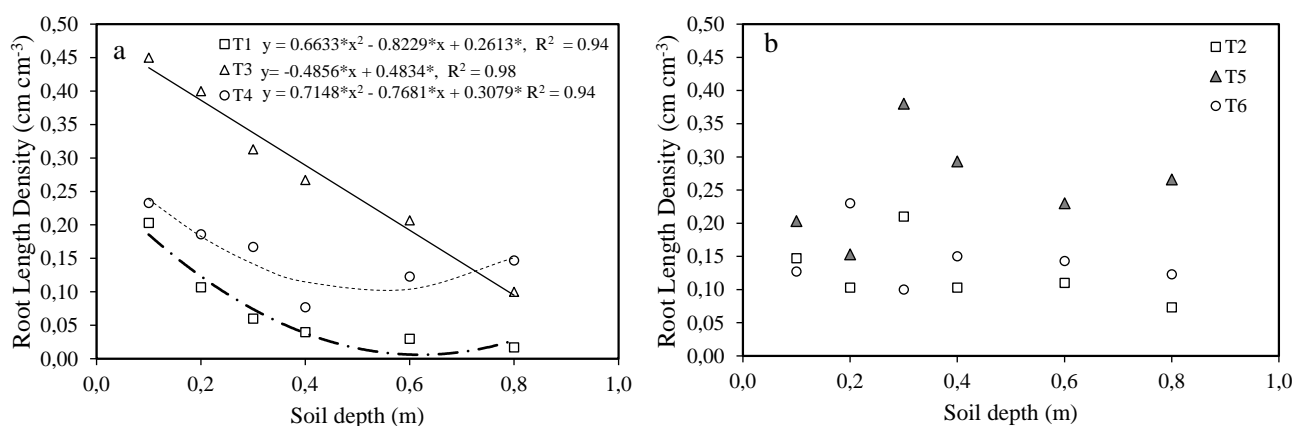 a
T1 y = 0.6633*x² - 0.8229*x + 0.2613*, R² = 0.94
T3 y= -0.4856*x + 0.4834*, R² = 0.98
T4 y = 0.7148*x² - 0.7681*x + 0.3079* R² = 0.94
Root Length Density (cm cm⁻³)
0,50
0,45
0,40
0,35
0,30
0,25
0,20
0,15
0,10
0,05
0,00
0,0 0,2 0,4 0,6 0,8 1,0
Soil depth (m)
b
T2
T5
T6
Root Length Density (cm cm⁻³)
0,50
0,45
0,40
0,35
0,30
0,25
0,20
0,15
0,10
0,05
0,00
0,0 0,2 0,4 0,6 0,8 1,0
Soil depth (m)